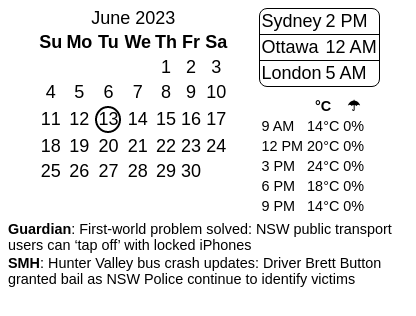 June 2023
Su Mo Tu We Th Fr Sa
1 2 3
4 5 6 7 8 9 10
11 12 13 14 15 16 17
18 19 20 21 22 23 24
25 26 27 28 29 30
Sydney 2 PM
Ottawa 12 AM
London 5 AM
°C ☂
9 AM 14°C 0%
12 PM 20°C 0%
3 PM 24°C 0%
6 PM 18°C 0%
9 PM 14°C 0%
Guardian: First-world problem solved: NSW public transport
users can ‘tap off’ with locked iPhones
SMH: Hunter Valley bus crash updates: Driver Brett Button
granted bail as NSW Police continue to identify victims